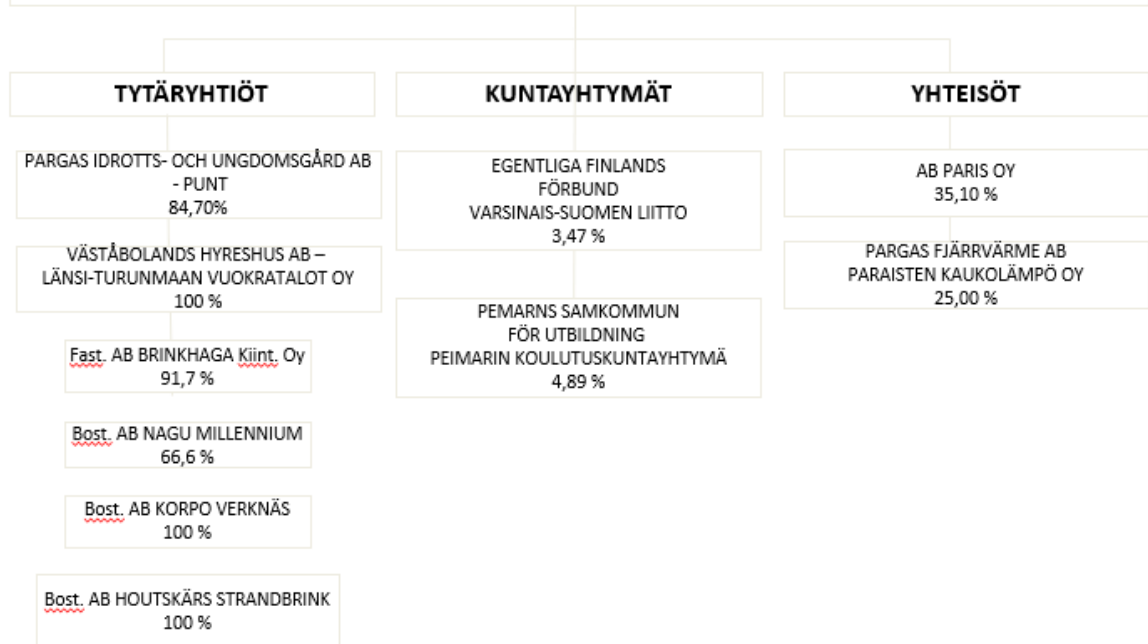 TYTÄRYHTIÖT
PARGAS IDROTTS- OCH UNGDOMSGÅRD AB
- PUNT
84,70%
VÄSTÅBOLANDS HYRESHUS AB –
LÄNSI-TURUNMAAN VUOKRATALOT OY
100 %
Fast. AB BRINKHAGA Kiint. Oy
91,7 %
Bost. AB NAGU MILLENNIUM
66,6 %
Bost. AB KORPO VERKNÄS
100 %
Bost. AB HOUTSKÄRS STRANDBRINK
100 %
KUNTAYHTYMÄT
EGENTLIGA FINLANDS
FÖRBUND
VARSINAIS-SUOMEN LIITTO
3,47 %
PEMARNS SAMKOMMUN
FÖR UTBILDNING
PEIMARIN KOULUTUSKUNTAYHTYMÄ
4,89 %
YHTEISÖT
AB PARIS OY
35,10 %
PARGAS FJÄRRVÄRME AB
PARAISTEN KAUKOLÄMPÖ OY
25,00 %